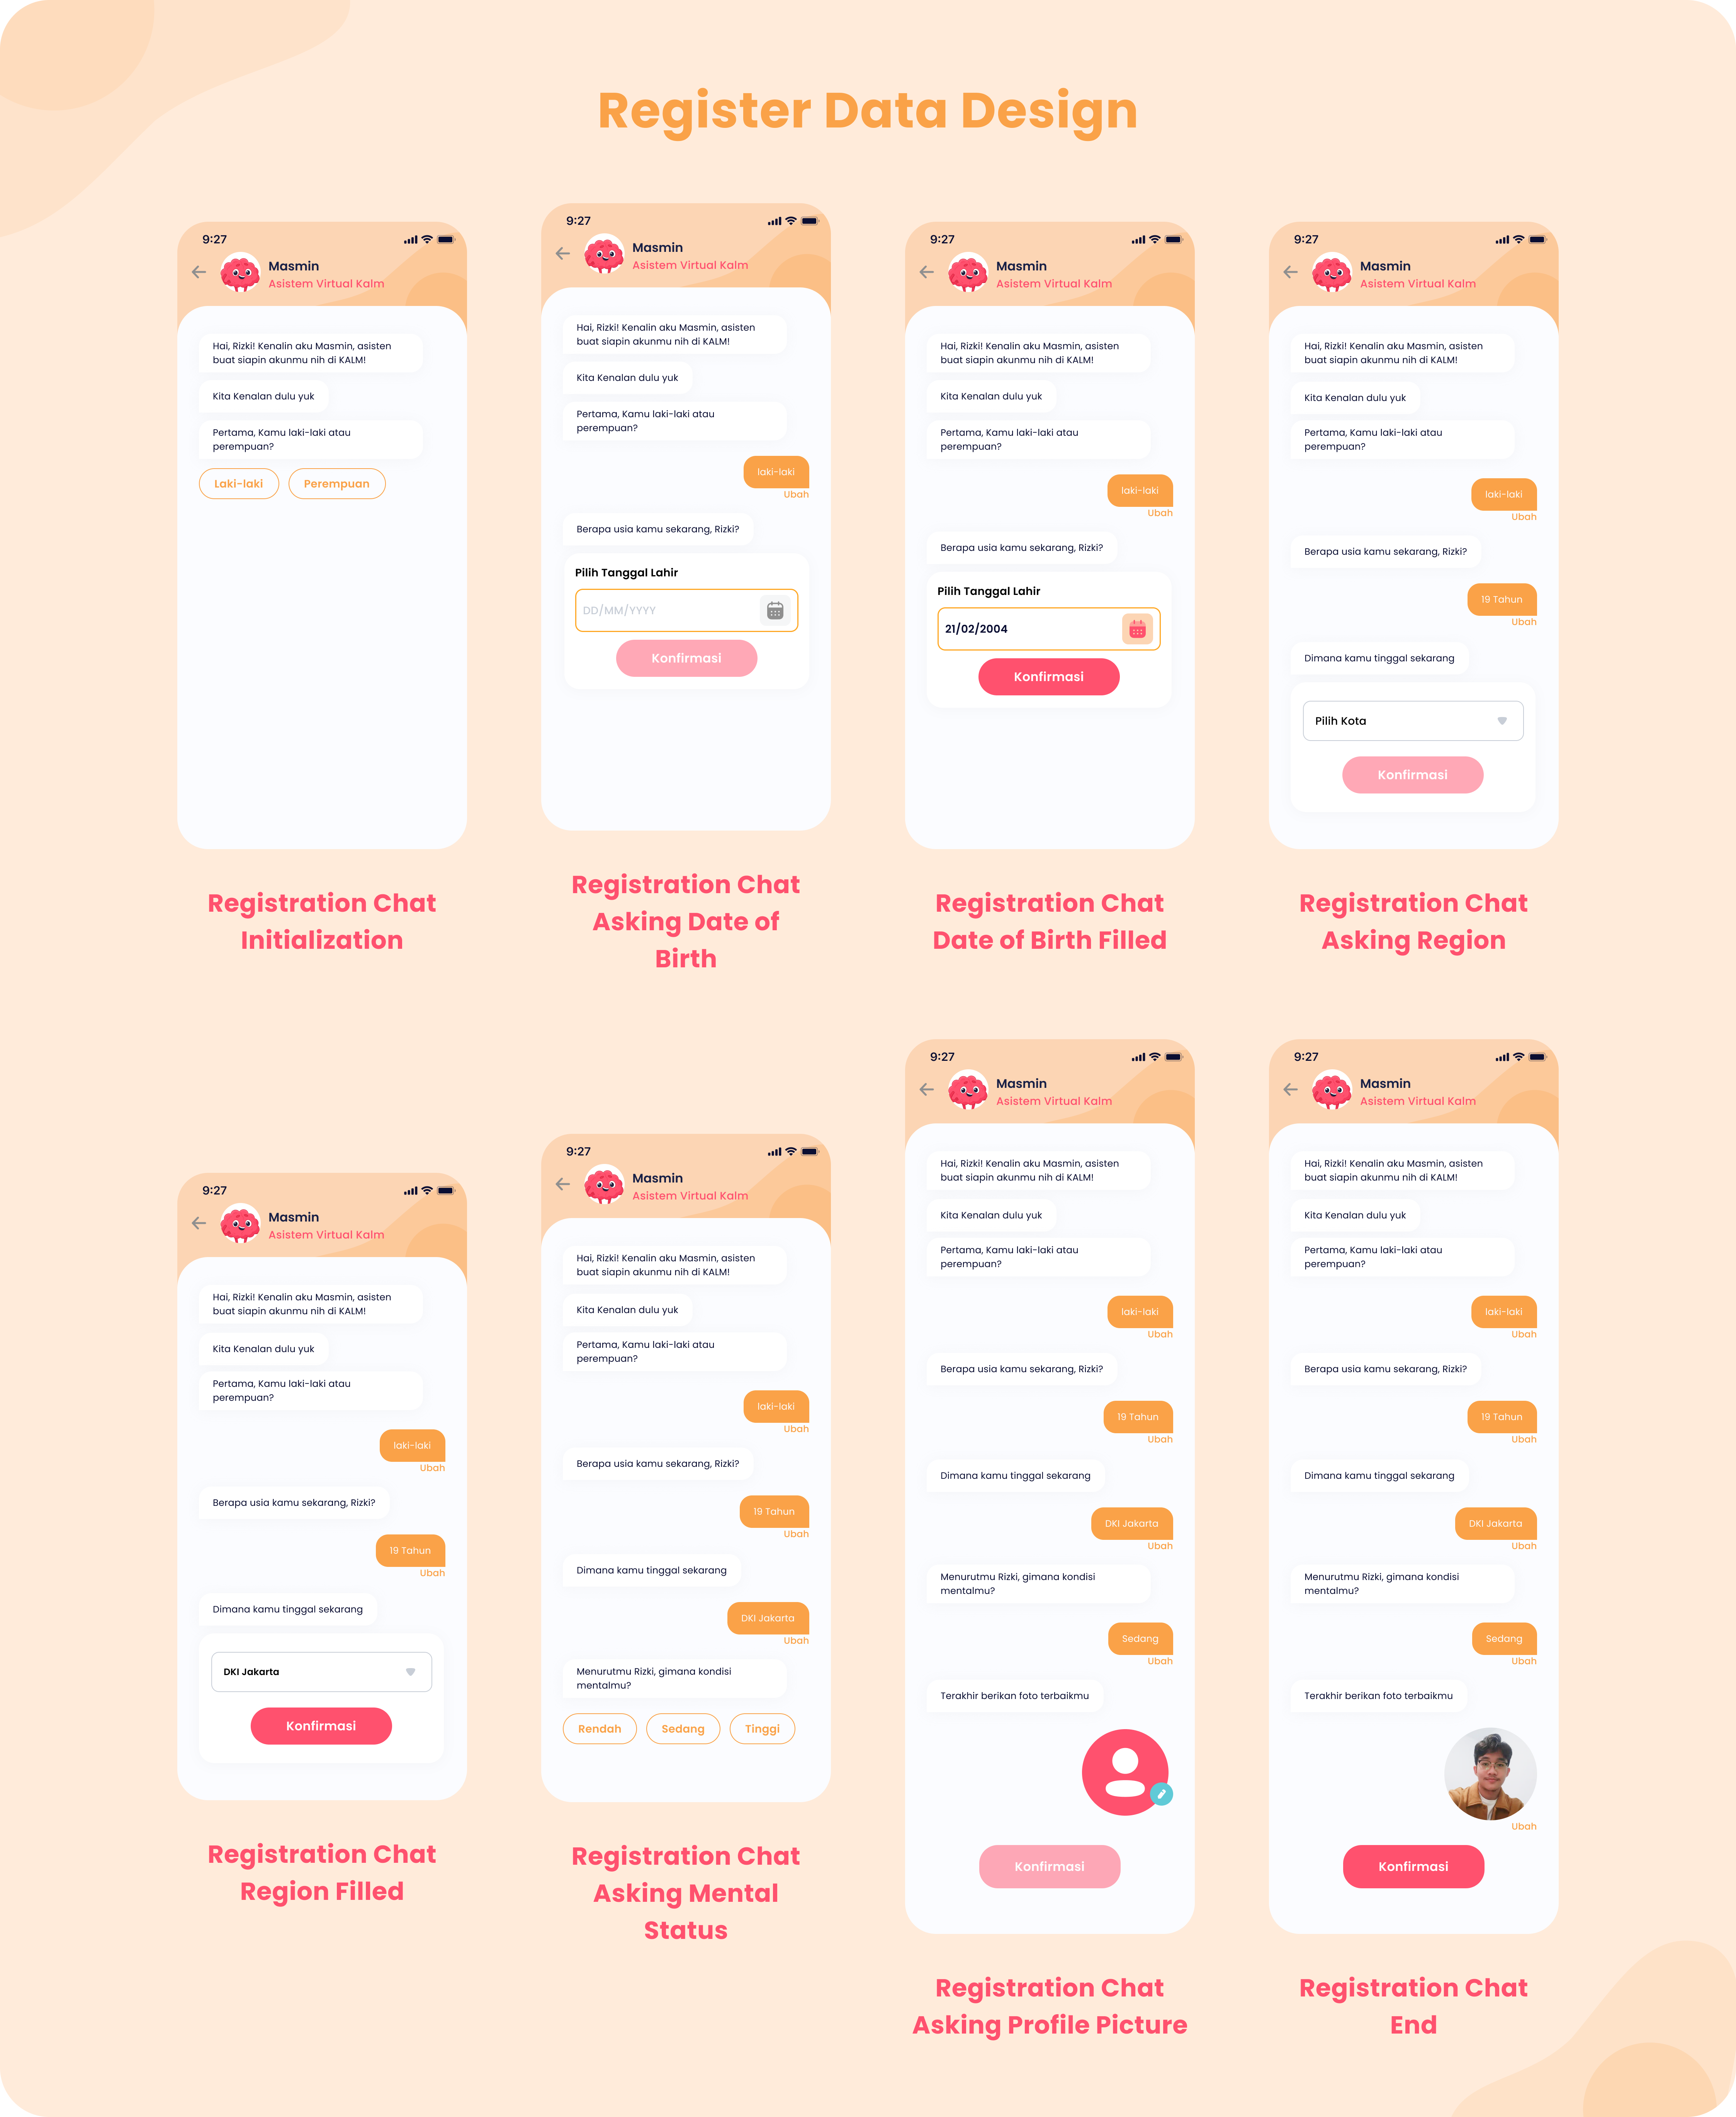 Register Data Design
9:27
Masmin
Asistem Virtual Kalm
Hai, Rizki! Kenalin aku Masmin, asisten
buat siapin akunmu nih di KALM!
Kita Kenalan dulu yuk
Pertama, Kamu laki-laki atau
perempuan?
Laki-laki
Perempuan
Registration Chat
Initialization
9:27
Masmin
Asistem Virtual Kalm
Hai, Rizki! Kenalin aku Masmin, asisten
buat siapin akunmu nih di KALM!
Kita Kenalan dulu yuk
Pertama, Kamu laki-laki atau
perempuan?
laki-laki
Ubah
Berapa usia kamu sekarang, Rizki?
Pilih Tanggal Lahir
DD/MM/YYYY
Konfirmasi
Registration Chat
Asking Date of
Birth
9:27
Masmin
Asistem Virtual Kalm
Hai, Rizki! Kenalin aku Masmin, asisten
buat siapin akunmu nih di KALM!
Kita Kenalan dulu yuk
Pertama, Kamu laki-laki atau
perempuan?
laki-laki
Ubah
Berapa usia kamu sekarang, Rizki?
Pilih Tanggal Lahir
21/02/2004
Konfirmasi
Registration Chat
Date of Birth Filled
9:27
Masmin
Asistem Virtual Kalm
Hai, Rizki! Kenalin aku Masmin, asisten
buat siapin akunmu nih di KALM!
Kita Kenalan dulu yuk
Pertama, Kamu laki-laki atau
perempuan?
laki-laki
Ubah
Berapa usia kamu sekarang, Rizki?
19 Tahun
Ubah
Dimana kamu tinggal sekarang
Pilih Kota
Konfirmasi
Registration Chat
Asking Region
9:27
Masmin
Asistem Virtual Kalm
Hai, Rizki! Kenalin aku Masmin, asisten
buat siapin akunmu nih di KALM!
Kita Kenalan dulu yuk
Pertama, Kamu laki-laki atau
perempuan?
laki-laki
Ubah
Berapa usia kamu sekarang, Rizki?
19 Tahun
Ubah
Dimana kamu tinggal sekarang
DKI Jakarta
Konfirmasi
Registration Chat
Region Filled
9:27
Masmin
Asistem Virtual Kalm
Hai, Rizki! Kenalin aku Masmin, asisten
buat siapin akunmu nih di KALM!
Kita Kenalan dulu yuk
Pertama, Kamu laki-laki atau
perempuan?
laki-laki
Ubah
Berapa usia kamu sekarang, Rizki?
19 Tahun
Ubah
Dimana kamu tinggal sekarang
DKI Jakarta
Ubah
Menurutmu Rizki, gimana kondisi
mentalmu?
Rendah
Sedang
Tinggi
Registration Chat
Asking Mental
Status
9:27
Masmin
Asistem Virtual Kalm
Hai, Rizki! Kenalin aku Masmin, asisten
buat siapin akunmu nih di KALM!
Kita Kenalan dulu yuk
Pertama, Kamu laki-laki atau
perempuan?
laki-laki
Ubah
Berapa usia kamu sekarang, Rizki?
19 Tahun
Ubah
Dimana kamu tinggal sekarang
DKI Jakarta
Ubah
Menurutmu Rizki, gimana kondisi
mentalmu?
Sedang
Ubah
Terakhir berikan foto terbaikmu
Konfirmasi
Registration Chat
Asking Profile Picture
9:27
Masmin
Asistem Virtual Kalm
Hai, Rizki! Kenalin aku Masmin, asisten
buat siapin akunmu nih di KALM!
Kita Kenalan dulu yuk
Pertama, Kamu laki-laki atau
perempuan?
laki-laki
Ubah
Berapa usia kamu sekarang, Rizki?
19 Tahun
Ubah
Dimana kamu tinggal sekarang
DKI Jakarta
Ubah
Menurutmu Rizki, gimana kondisi
mentalmu?
Sedang
Ubah
Terakhir berikan foto terbaikmu
Ubah
Konfirmasi
Registration Chat
End